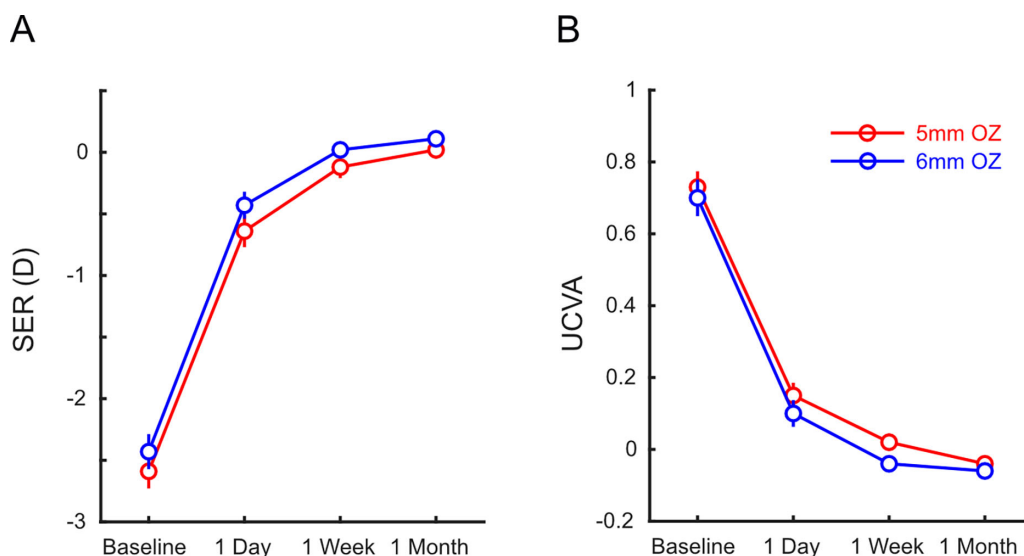 A
SER (D)
0
-1
-2
-3
Baseline 1 Day 1 Week 1 Month
B
UCVA
1
0.8
0.6
0.4
0.2
0
-0.2
5mm OZ
6mm OZ
Baseline 1 Day 1 Week 1 Month